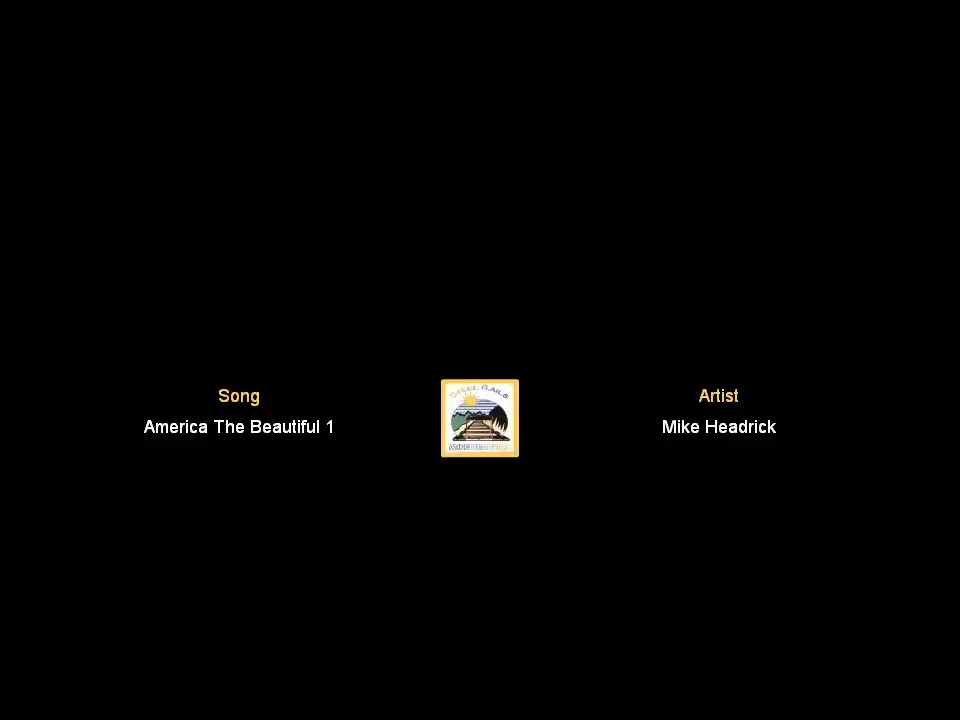 Song
America The Beautiful 1
STEEL RAILS
Artist
Mike Headrick